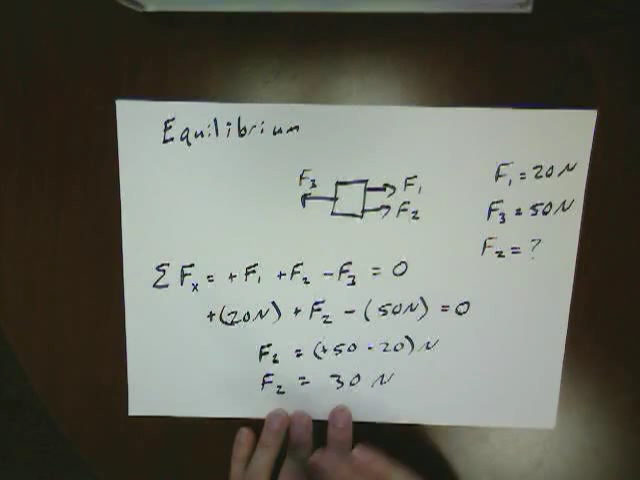 Equilibrium
F₃ F₁
F₂
F₁ = 20N
F₃ = 50N
F₂ = ?
ΣFₓ = +F₁ + F₂ - F₃ = 0
+(20N) + F₂ - (50N) = 0
F₂ = (+50 - 20)N
F₂ = 30 N